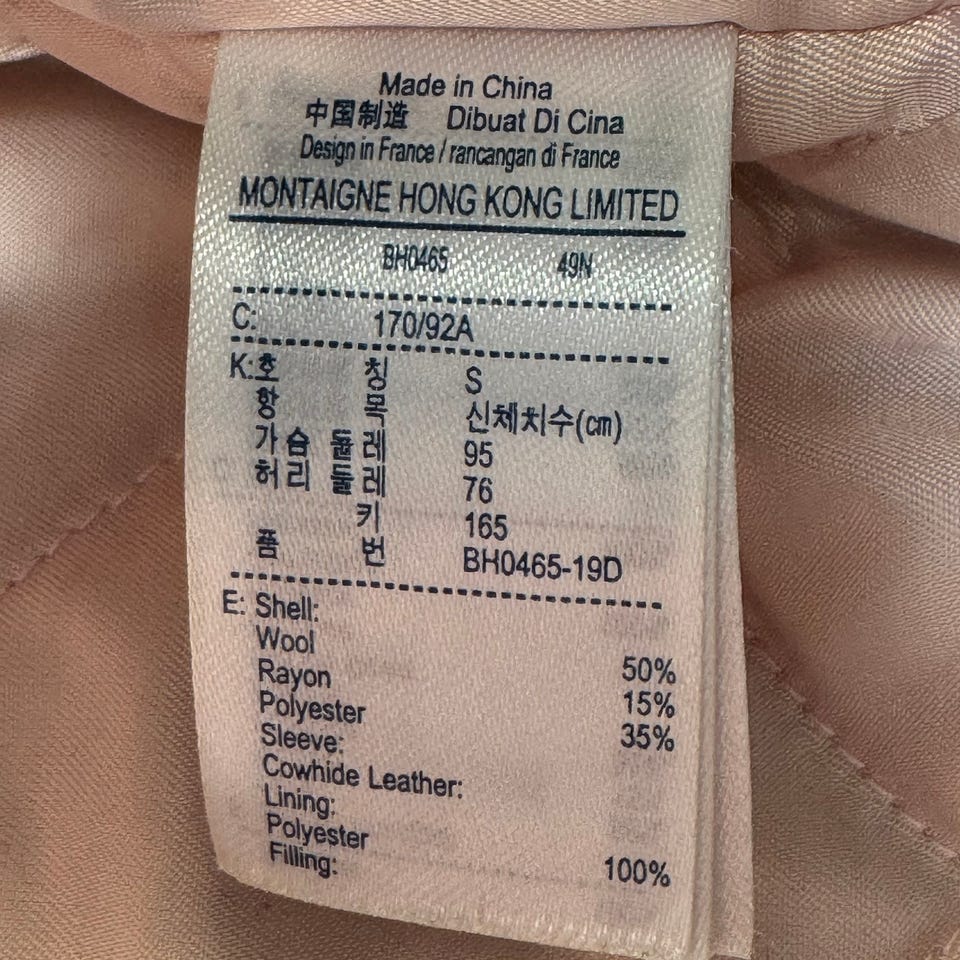 Made in China
中国制造 Dibuat Di Cina
Design in France / rancangan di France
MONTAIGNE HONG KONG LIMITED
BH0465 49N
C: 170/92A
K:호 칭 S
항 목 신체치수(cm)
가 슴 둘 레 95
허 리 둘 레 76
키 165
품 번 BH0465-19D
E: Shell:
Wool 50%
Rayon 15%
Polyester 35%
Sleeve:
Cowhide Leather:
Lining:
Polyester 100%
Filling: